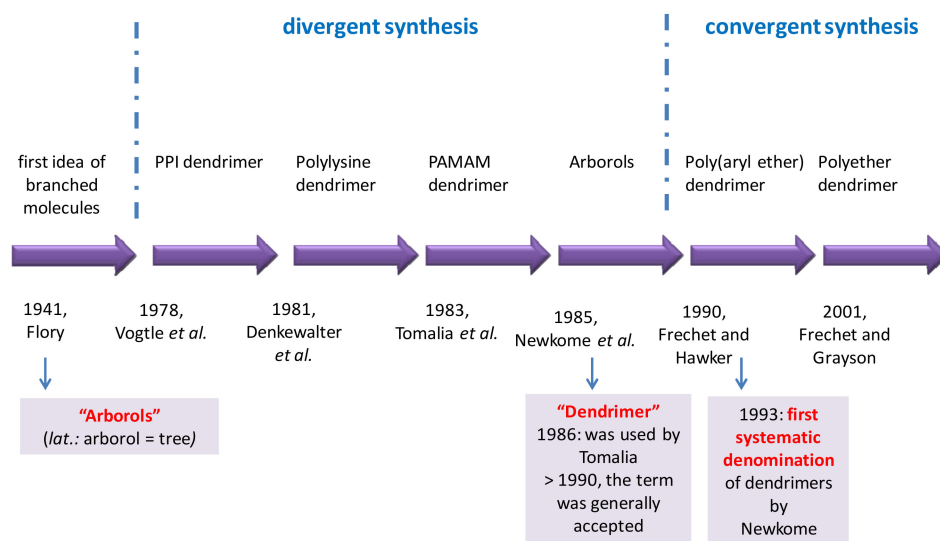 divergent synthesis
convergent synthesis
first idea of
branched
molecules
PPI dendrimer
Polylysine
dendrimer
PAMAM
dendrimer
Arborols
Poly(aryl ether)
dendrimer
Polyether
dendrimer
1941,
Flory
1978,
Vogtle et al.
1981,
Denkewalter
et al.
1983,
Tomalia et al.
1985,
Newkome et al.
1990,
Frechet and
Hawker
2001,
Frechet and
Grayson
“Arborols”
(lat.: arborol = tree)
“Dendrimer”
1986: was used by
Tomalia
> 1990, the term
was generally
accepted
1993: first
systematic
denomination
of dendrimers
by
Newkome